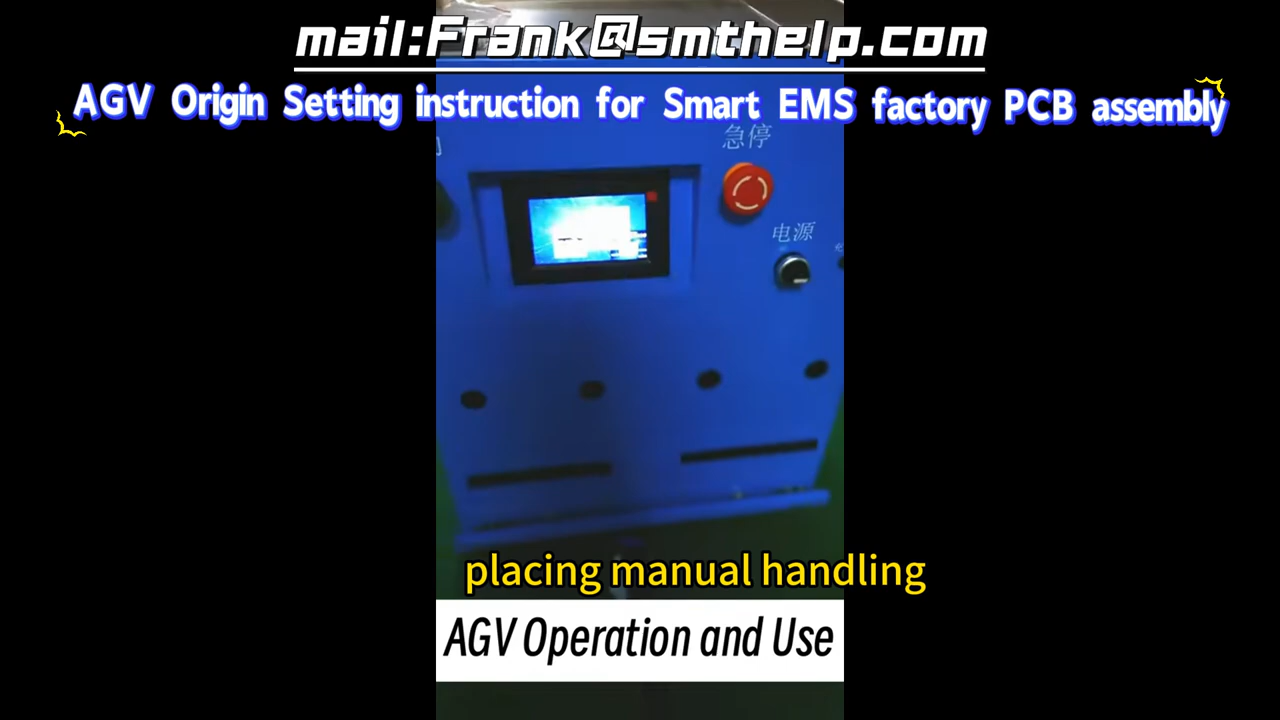 mail:Frank@smthelp.com
AGV Origin Setting instruction for Smart EMS factory PCB assembly
急停
电源
placing manual handling
AGV Operation and Use